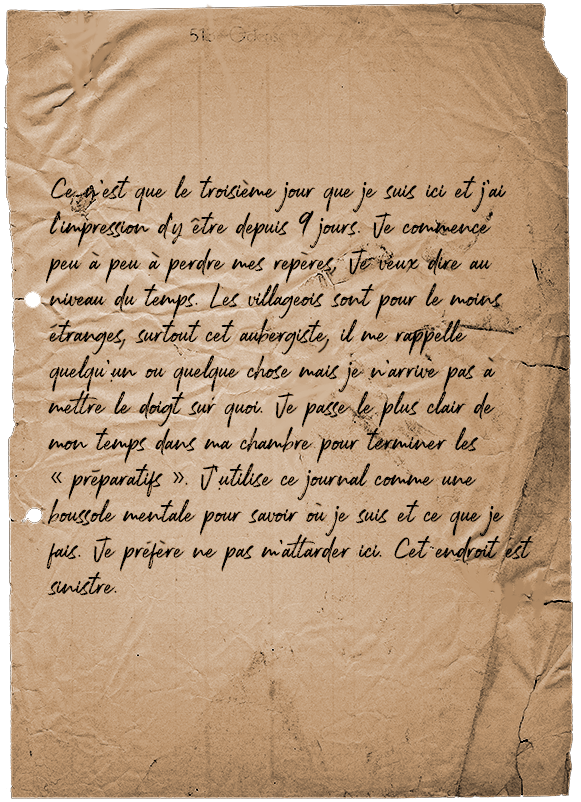 Ce n'est que le troisième jour que je suis ici et j'ai
l'impression d'y être depuis 9 jours. Je commence
peu à peu à perdre mes repères, Je veux dire au
niveau du temps. Les villageois sont pour le moins
étranges, surtout cet aubergiste, il me rappelle
quelqu'un ou quelque chose mais je n'arrive pas à
mettre le doigt sur quoi. Je passe le plus clair de
mon temps dans ma chambre pour terminer les
« préparatifs ». J'utilise ce journal comme une
boussole mentale pour savoir où je suis et ce que je
fais. Je préfère ne pas m'attarder ici. Cet endroit est
sinistre.